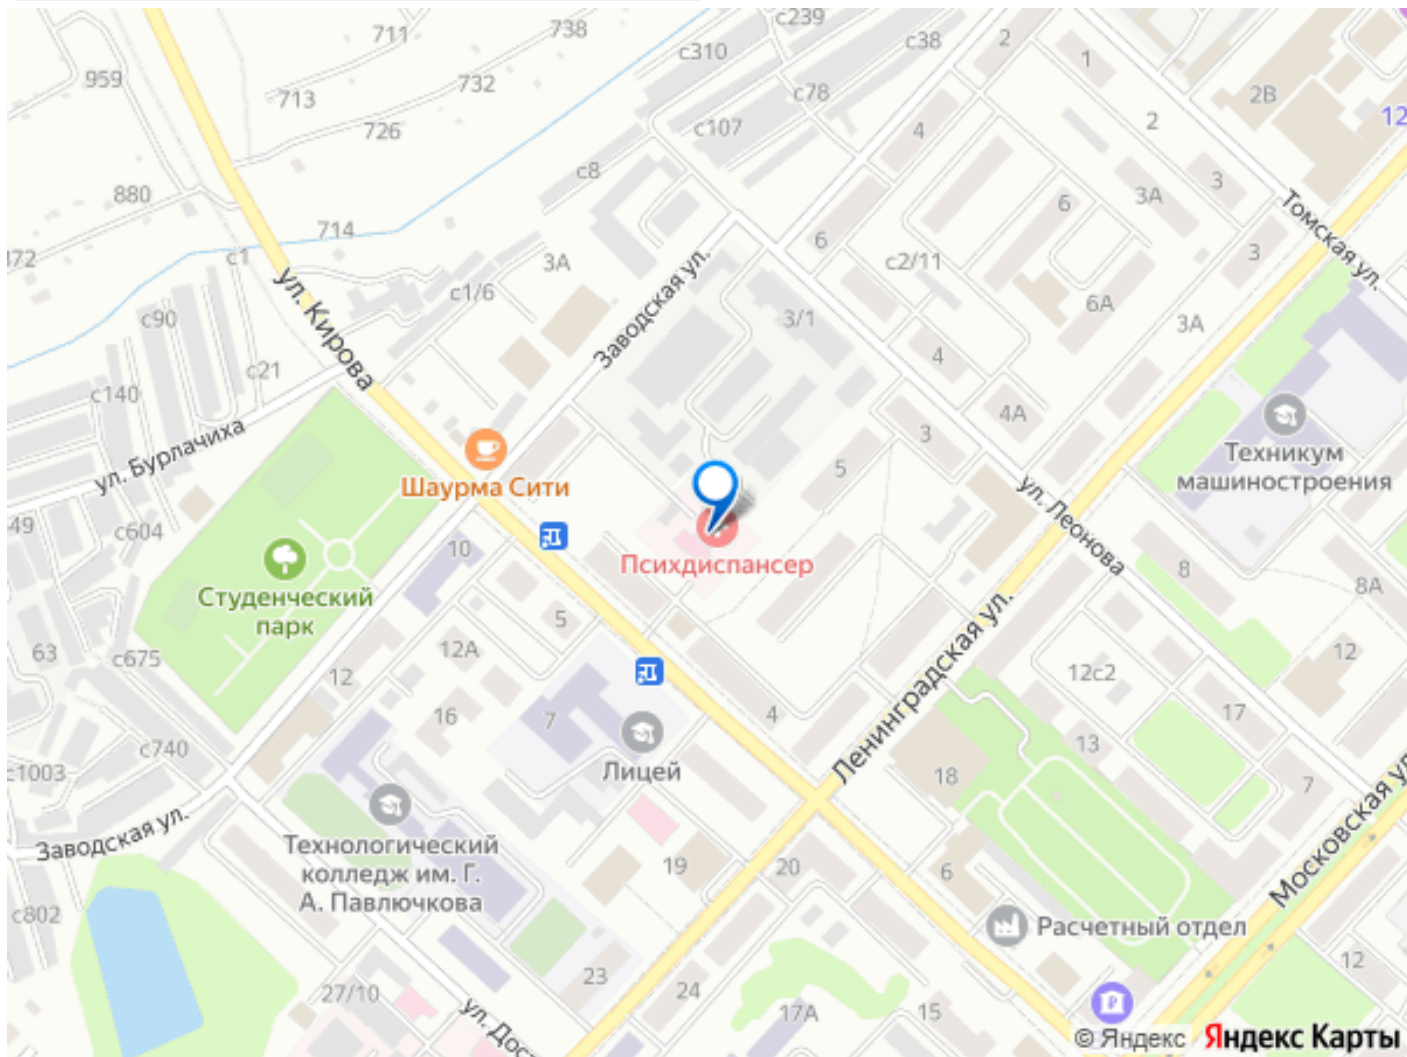 с239
711
738
с310
с38
2
1
959
732
713
с78
2В
12
726
с107
4
2
с8
880
3А
3
714
6
Томская ул.
472
с1
6
3А
с2/11
3
ул. Кирова
с1/6
Заводская ул.
6А
с90
3/1
3А
4
с21
с140
4А
ул. Бурлачиха
3
Техникум
машиностроения
5
Шаурма Сити
ул. Леонова
49
с604
10
Психдиспансер
8
8А
Студенческий
парк
5
Ленинградская ул.
63
с675
12А
12
12
12с2
16
7
4
17
с740
13
с1003
Лицей
18
7
Московская ул
Заводская ул.
Технологический
колледж им. Г.
А. Павлючкова
19
20
6
с802
Расчетный отдел
23
12
27/10
24
17А
15
ул. Дост
© Яндекс Яндекс Карты